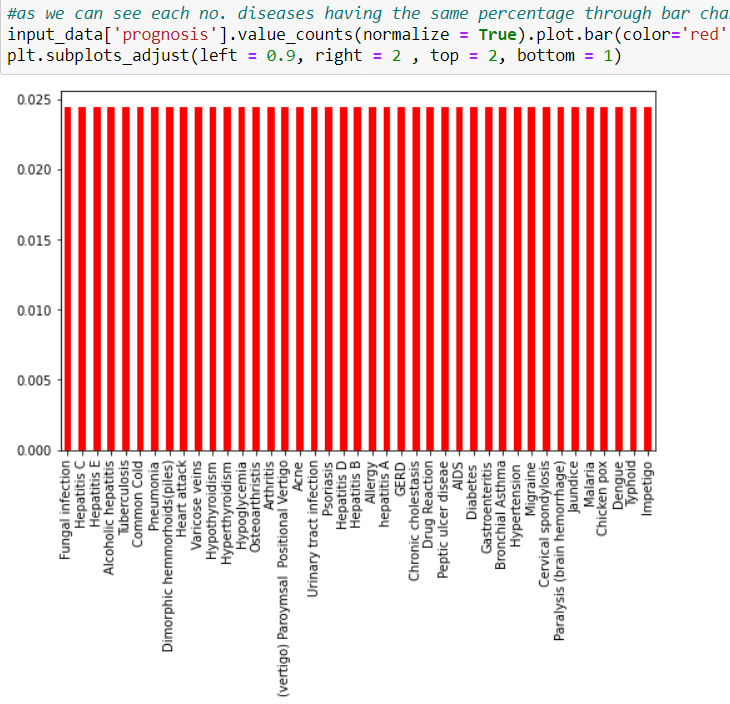 #as we can see each no. diseases having the same percentage through bar cha
input_data['prognosis'].value_counts(normalize = True).plot.bar(color='red'
plt.subplots_adjust(left = 0.9, right = 2 , top = 2, bottom = 1)
0.025
0.020
0.015
0.010
0.005
0.000
Fungal infection
Hepatitis C
Hepatitis E
Alcoholic hepatitis
Tuberculosis
Common Cold
Pneumonia
Dimorphic hemmorhoids(piles)
Heart attack
Varicose veins
Hypothyroidism
Hyperthyroidism
Hypoglycemia
Osteoarthristis
Arthritis
(vertigo) Paroymsal  Positional Vertigo
Acne
Urinary tract infection
Psoriasis
Hepatitis D
Hepatitis B
Allergy
hepatitis A
GERD
Chronic cholestasis
Drug Reaction
Peptic ulcer diseae
AIDS
Diabetes
Gastroenteritis
Bronchial Asthma
Hypertension
Migraine
Cervical spondylosis
Paralysis (brain hemorrhage)
Jaundice
Malaria
Chicken pox
Dengue
Typhoid
Impetigo